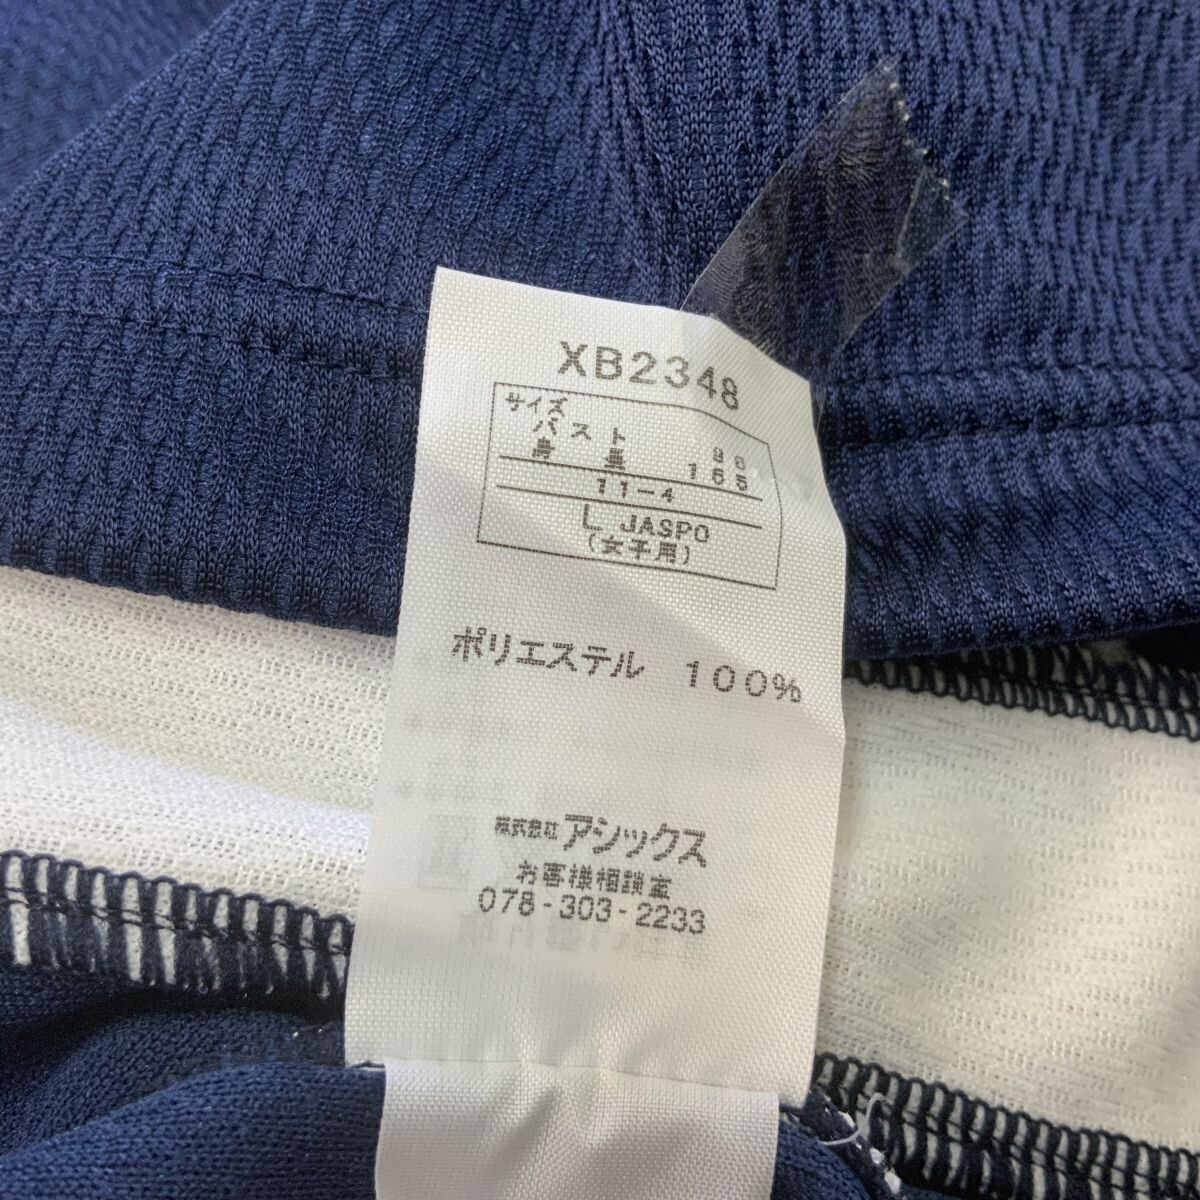 XB2348
サイズ
バスト 86
身長 165
11-4
L JASPO
(女子用)
ポリエステル 100%
株式会社アシックス
お客様相談室
078-303-2233